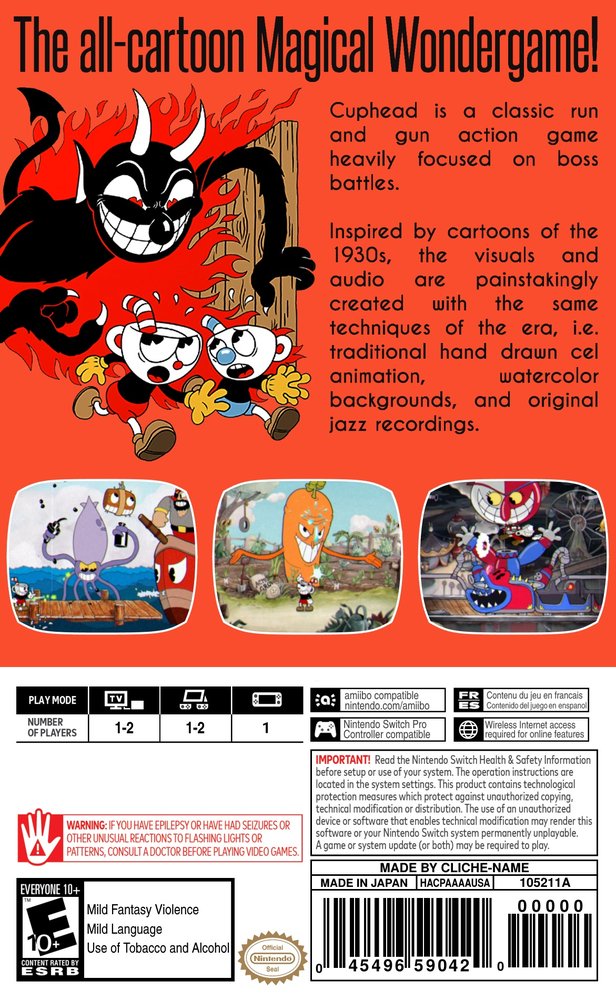 The all-cartoon Magical Wondergame!
Cuphead is a classic run
and gun action game
heavily focused on boss
battles.
Inspired by cartoons of the
1930s, the visuals and
audio are painstakingly
created with the same
techniques of the era, i.e.
traditional hand drawn cel
animation, watercolor
backgrounds, and original
jazz recordings.
PLAY MODE
TV
NUMBER
OF PLAYERS
1-2
1-2
1
amiibo compatible
nintendo.com/amiibo
FR
ES
Contenu du jeu en francais
Contenido del juego en enspanol
Nintendo Switch Pro
Controller compatible
Wireless Internet access
required for online features
IMPORTANT! Read the Nintendo Switch Health & Safety Information
before setup or use of your system. The operation instructions are
located in the system settings. This product contains technological
protection measures which protect against unauthorized copying,
technical modification or distribution. The use of an unauthorized
device or software that enables technical modification may render this
software or your Nintendo Switch system permanently unplayable.
A game or system update (or both) may be required to play.
WARNING: IF YOU HAVE EPILEPSY OR HAVE HAD SEIZURES OR
OTHER UNUSUAL REACTIONS TO FLASHING LIGHTS OR
PATTERNS, CONSULT A DOCTOR BEFORE PLAYING VIDEO GAMES.
MADE BY CLICHE-NAME
MADE IN JAPAN
HACPAAAAUSA
105211A
EVERYONE 10+
TM
E
10+
CONTENT RATED BY
ESRB
Mild Fantasy Violence
Mild Language
Use of Tobacco and Alcohol
Official
Nintendo
Seal
0 45496 59042 0
00000